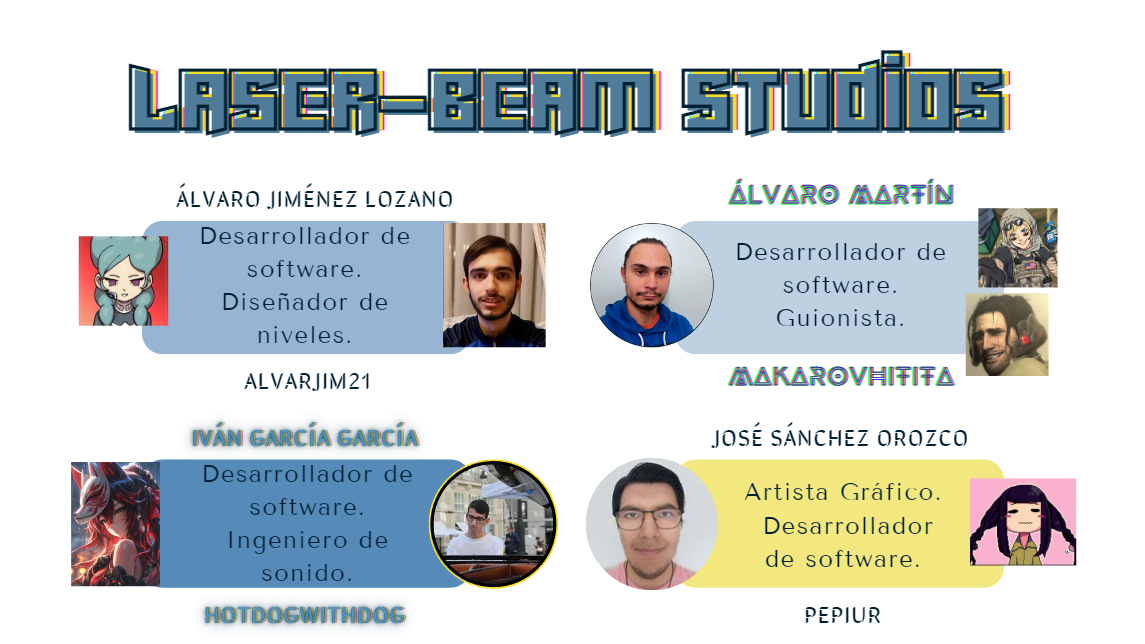 LASER-BEAM STUDIOS
ÁLVARO JIMÉNEZ LOZANO
Desarrollador de
software.
Diseñador de
niveles.
ALVARJIM21
ÁLVARO MARTÍN
Desarrollador de
software.
Guionista.
MAKAROVHITITA
IVÁN GARCÍA GARCÍA
Desarrollador de
software.
Ingeniero de
sonido.
HOTDOGWITHDOG
JOSÉ SÁNCHEZ OROZCO
Artista Gráfico.
Desarrollador
de software.
PEPIUR